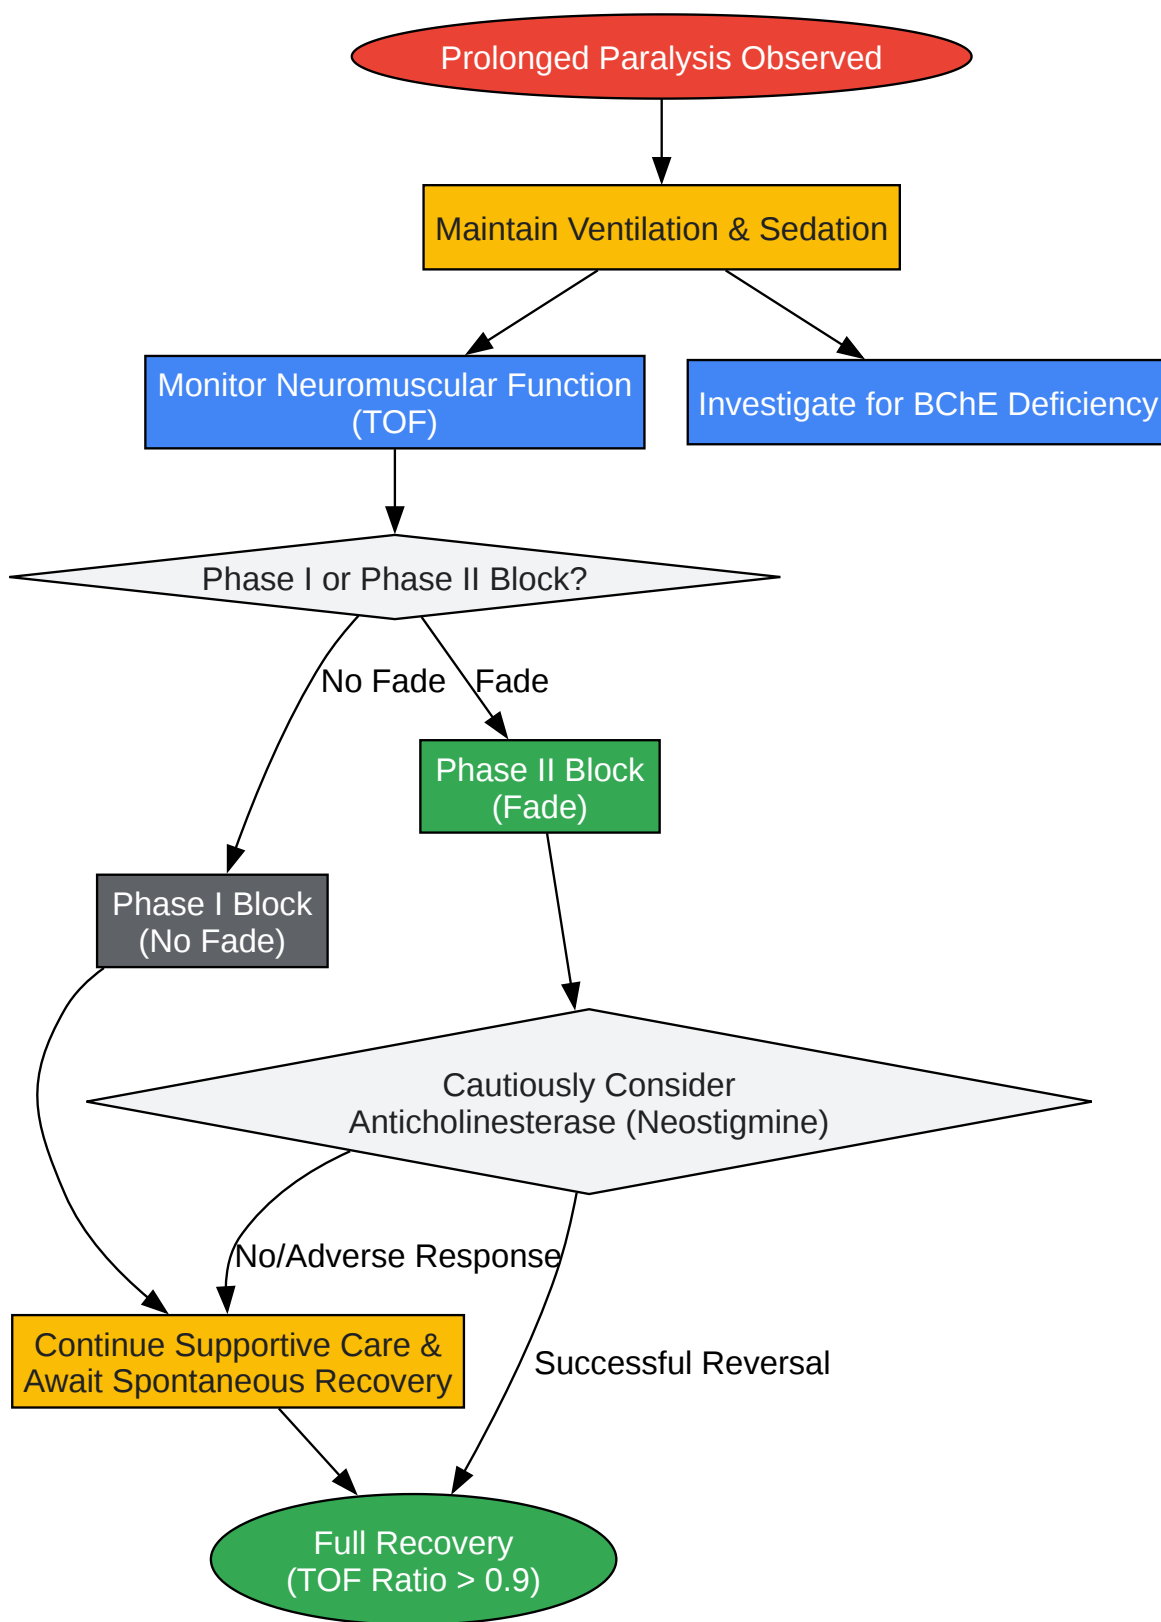 Prolonged Paralysis Observed
Maintain Ventilation & Sedation
Monitor Neuromuscular Function
(TOF)
Investigate for BChE Deficiency
Phase I or Phase II Block?
No Fade
Fade
Phase II Block
(Fade)
Phase I Block
(No Fade)
Cautiously Consider
Anticholinesterase (Neostigmine)
No/Adverse Response
Continue Supportive Care &
Await Spontaneous Recovery
Successful Reversal
Full Recovery
(TOF Ratio > 0.9)